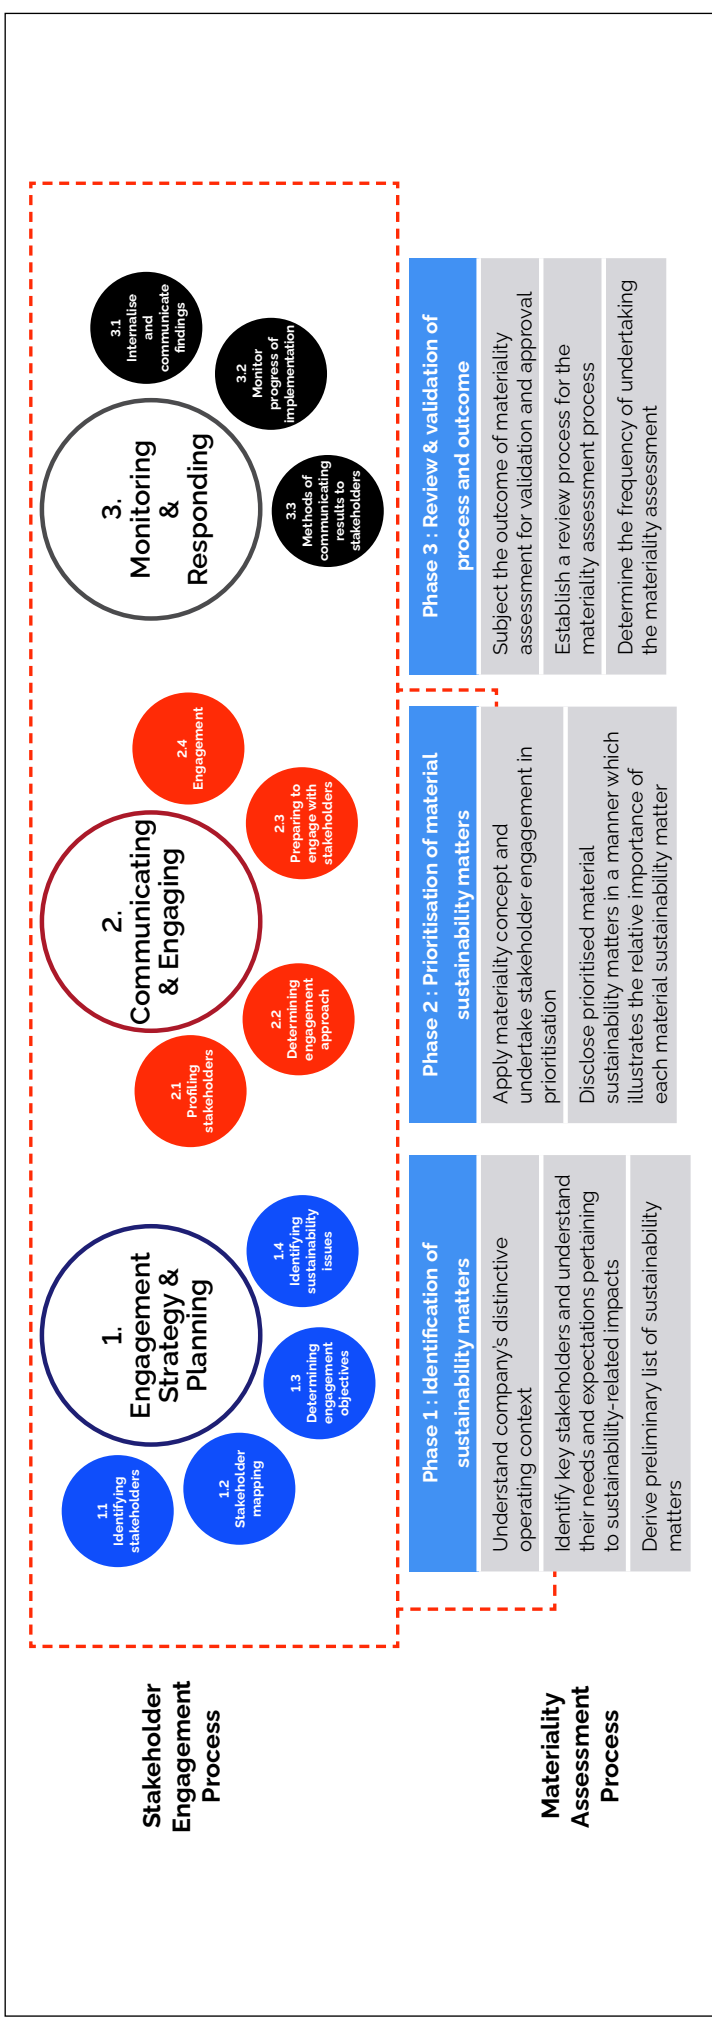 Stakeholder
Engagement
Process
1.
Engagement
Strategy &
Planning
1.1
Identifying
stakeholders
1.2
Stakeholder
mapping
1.3
Determining
engagement
objectives
1.4
Identifying
sustainability
issues
2.
Communicating
& Engaging
2.1
Profiling
stakeholders
2.2
Determining
engagement
approach
2.3
Preparing to
engage with
stakeholders
2.4
Engagement
3.
Monitoring
&
Responding
3.1
Internalise
and
communicate
findings
3.2
Monitor
progress of
implementation
3.3
Methods of
communicating
results to
stakeholders
Materiality
Assessment
Process
Phase 1 : Identification of
sustainability matters
Understand company's distinctive
operating context
Identify key stakeholders and understand
their needs and expectations pertaining
to sustainability-related impacts
Derive preliminary list of sustainability
matters
Phase 2 : Prioritisation of material
sustainability matters
Apply materiality concept and
undertake stakeholder engagement in
prioritisation
Disclose prioritised material
sustainability matters in a manner which
illustrates the relative importance of
each material sustainability matter
Phase 3 : Review & validation of
process and outcome
Subject the outcome of materiality
assessment for validation and approval
Establish a review process for the
materiality assessment process
Determine the frequency of undertaking
the materiality assessment